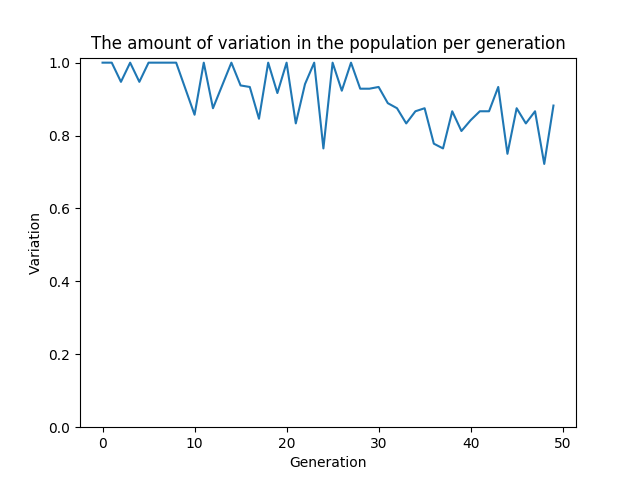 The amount of variation in the population per generation
1.0
0.8
0.6
0.4
0.2
0.0
Variation
0 10 20 30 40 50
Generation